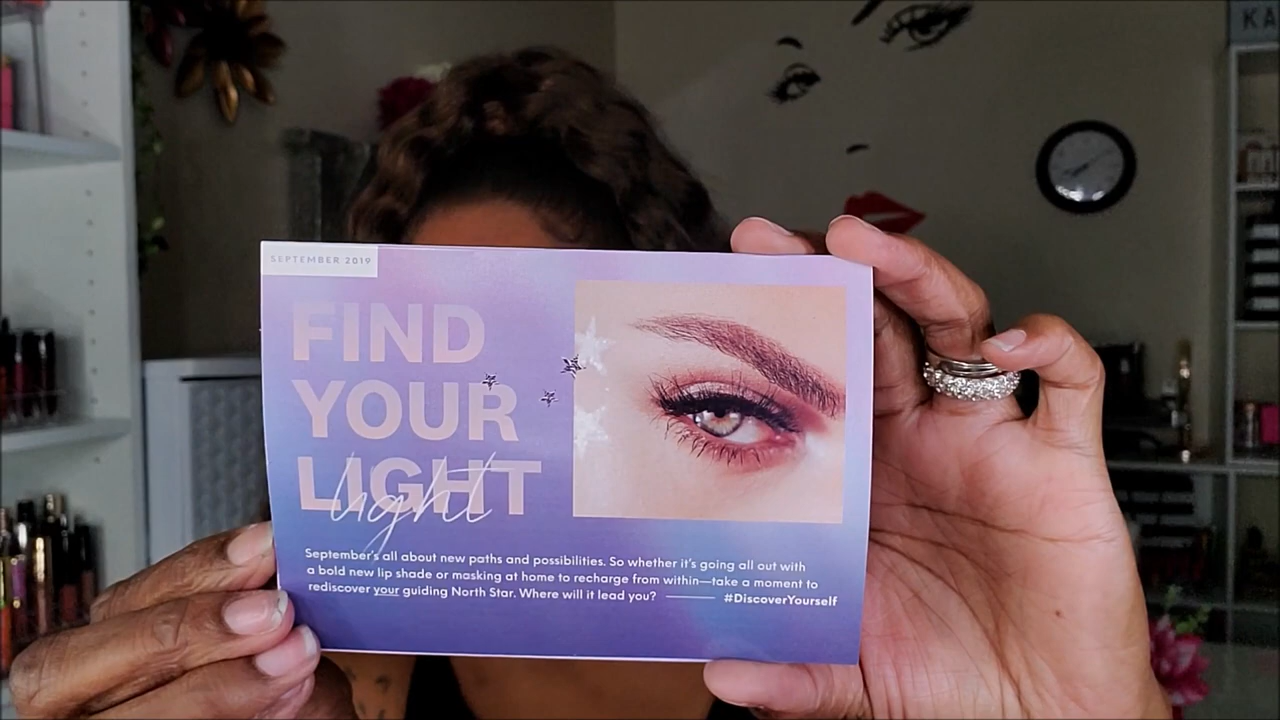 KA
SEPTEMBER 2019
FIND
YOUR
LIGHT
light
September's all about new paths and possibilities. So whether it's going all out with
a bold new lip shade or masking at home to recharge from within—take a moment to
rediscover your guiding North Star. Where will it lead you? —— #DiscoverYourself